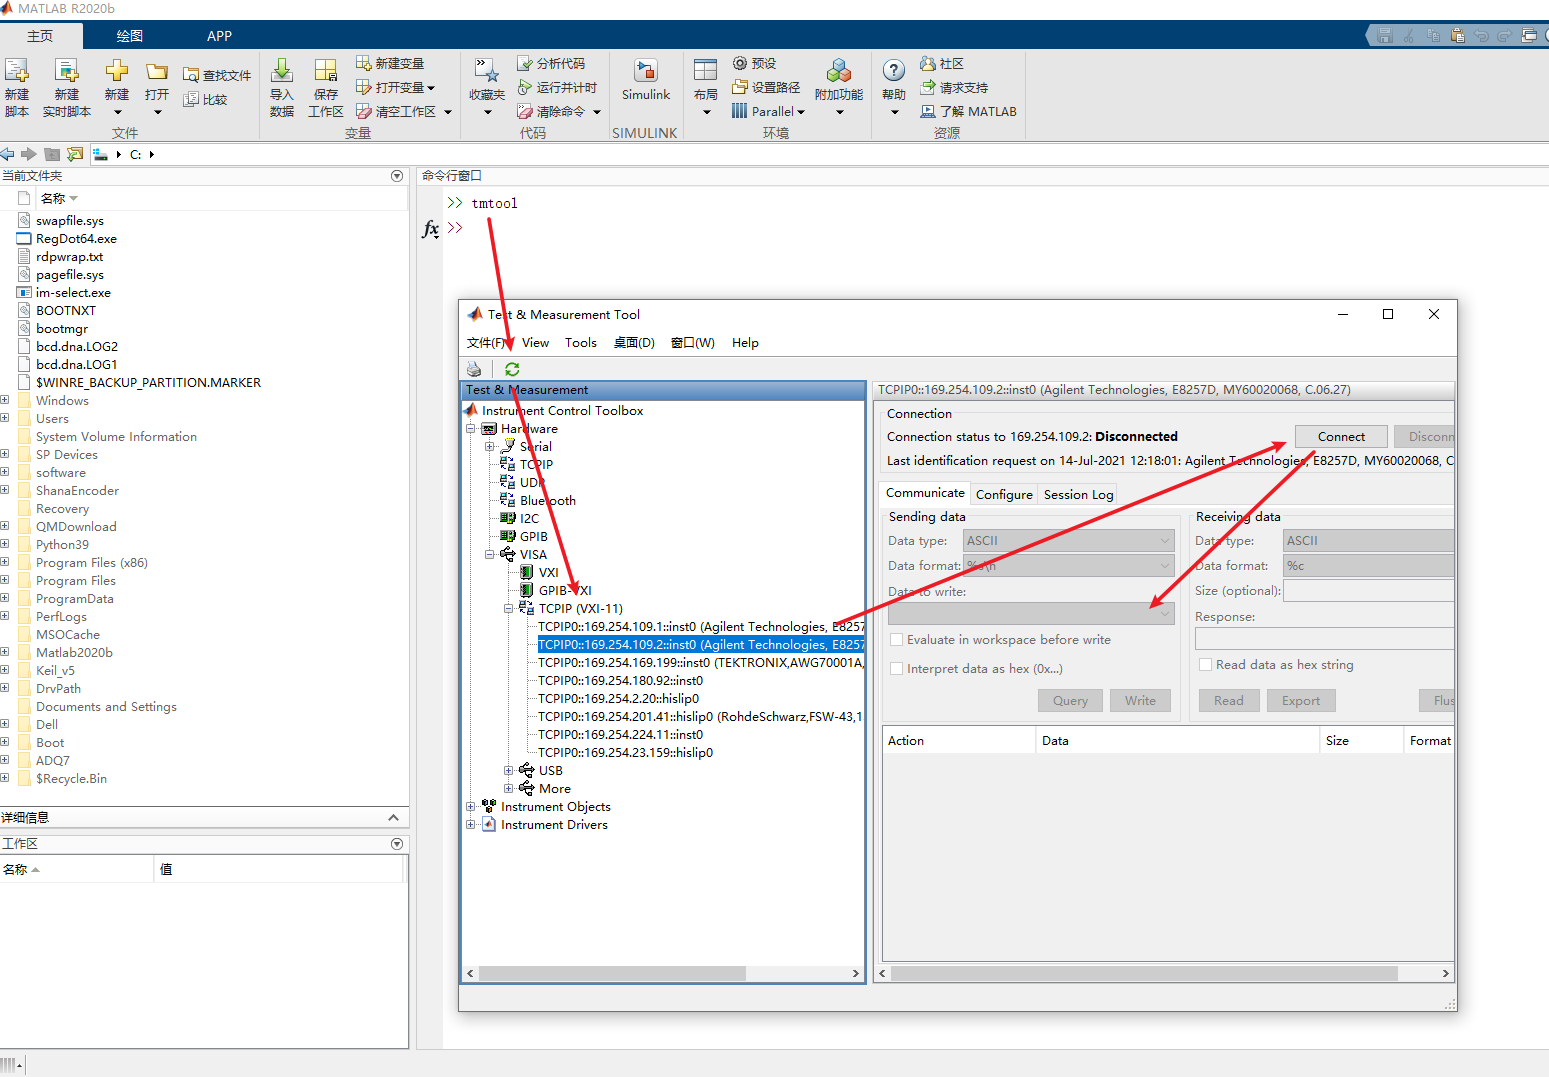 MATLAB R2020b
主页 绘图 APP
新建 脚本
新建 实时脚本
新建
打开
查找文件
比较
文件
导入 数据
保存 工作区
新建变量
打开变量
清空工作区
变量
收藏夹
分析代码
运行并计时
清除命令
代码
Simulink
SIMULINK
布局
预设
设置路径
Parallel
附加功能
环境
帮助
社区
请求支持
了解 MATLAB
资源
C:
当前文件夹
名称
swapfile.sys
RegDot64.exe
rdpwrap.txt
pagefile.sys
im-select.exe
BOOTNXT
bootmgr
bcd.dna.LOG2
bcd.dna.LOG1
$WINRE_BACKUP_PARTITION.MARKER
Windows
Users
System Volume Information
SP Devices
software
ShanaEncoder
Recovery
QMDownload
Python39
Program Files (x86)
Program Files
ProgramData
PerfLogs
MSOCache
Matlab2020b
Keil_v5
DrvPath
Documents and Settings
Dell
Boot
ADQ7
$Recycle.Bin
详细信息
工作区
名称 值
命令行窗口
>> tmtool
fx >>
Test & Measurement Tool
文件(F) View Tools 桌面(D) 窗口(W) Help
Test & Measurement
Instrument Control Toolbox
Hardware
Serial
TCPIP
UDP
Bluetooth
I2C
GPIB
VISA
VXI
GPIB-VXI
TCPIP (VXI-11)
TCPIP0::169.254.109.1::inst0 (Agilent Technologies, E8257
TCPIP0::169.254.109.2::inst0 (Agilent Technologies, E8257
TCPIP0::169.254.169.199::inst0 (TEKTRONIX,AWG70001A,
TCPIP0::169.254.180.92::inst0
TCPIP0::169.254.2.20::hislip0
TCPIP0::169.254.201.41::hislip0 (RohdeSchwarz,FSW-43,1
TCPIP0::169.254.224.11::inst0
TCPIP0::169.254.23.159::hislip0
USB
More
Instrument Objects
Instrument Drivers
TCPIP0::169.254.109.2::inst0 (Agilent Technologies, E8257D, MY60020068, C.06.27)
Connection
Connection status to 169.254.109.2: Disconnected Connect Disconn
Last identification request on 14-Jul-2021 12:18:01: Agilent Technologies, E8257D, MY60020068, C
Communicate Configure Session Log
Sending data
Data type: ASCII
Data format: %s\n
Data to write:
Evaluate in workspace before write
Interpret data as hex (0x...)
Query Write
Receiving data
Data type: ASCII
Data format: %c
Size (optional):
Response:
Read data as hex string
Read Export Flus
Action Data Size Format